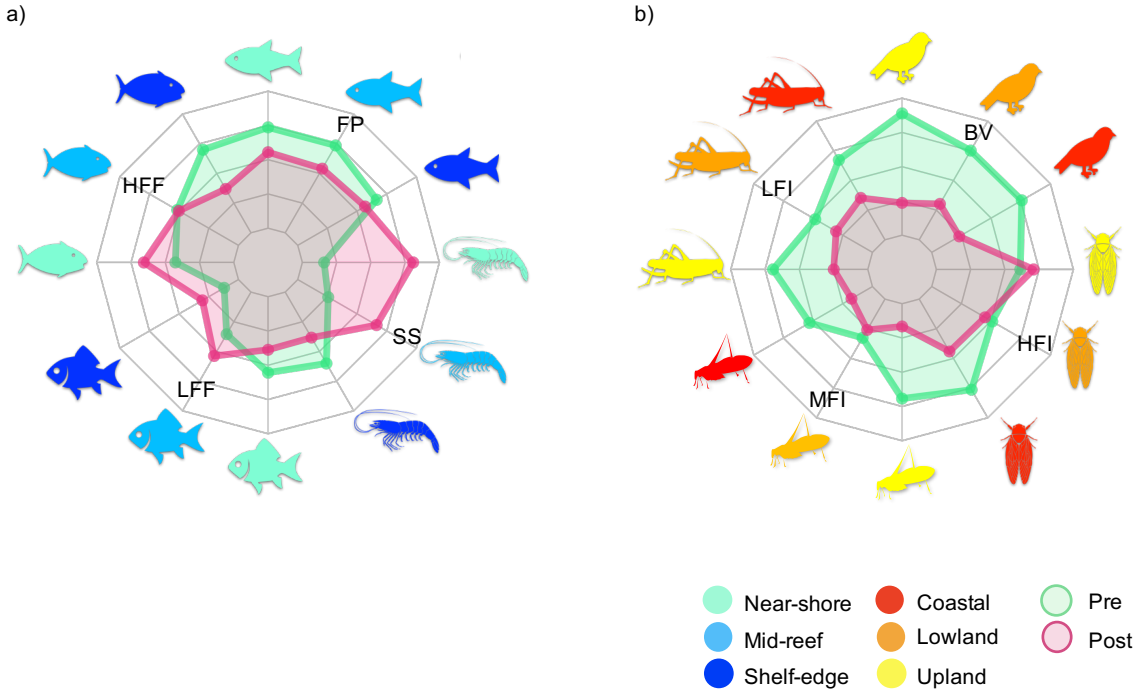 a)
b)
FP
HFF
SS
LFF
BV
LFI
HFI
MFI
Near-shore
Mid-reef
Shelf-edge
Coastal
Lowland
Upland
Pre
Post